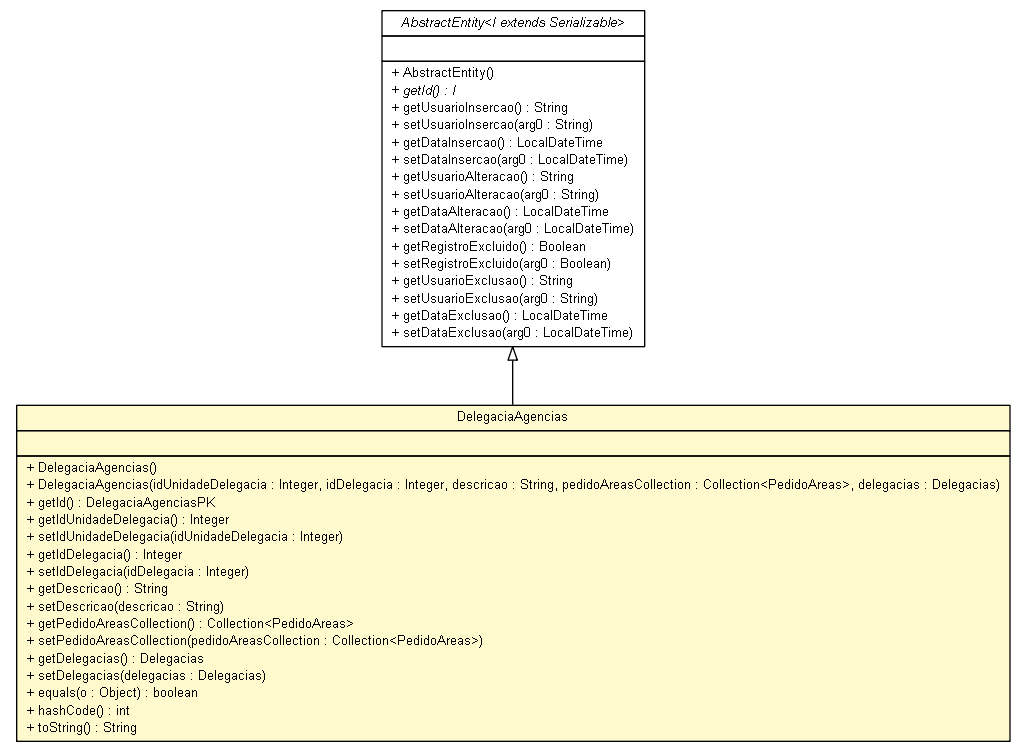 AbstractEntity<I extends Serializable>
+ AbstractEntity()
+ getId() : I
+ getUsuarioInsercao() : String
+ setUsuarioInsercao(arg0 : String)
+ getDataInsercao() : LocalDateTime
+ setDataInsercao(arg0 : LocalDateTime)
+ getUsuarioAlteracao() : String
+ setUsuarioAlteracao(arg0 : String)
+ getDataAlteracao() : LocalDateTime
+ setDataAlteracao(arg0 : LocalDateTime)
+ getRegistroExcluido() : Boolean
+ setRegistroExcluido(arg0 : Boolean)
+ getUsuarioExclusao() : String
+ setUsuarioExclusao(arg0 : String)
+ getDataExclusao() : LocalDateTime
+ setDataExclusao(arg0 : LocalDateTime)
DelegaciaAgencias
+ DelegaciaAgencias()
+ DelegaciaAgencias(idUnidadeDelegacia : Integer, idDelegacia : Integer, descricao : String, pedidoAreasCollection : Collection<PedidoAreas>, delegacias : Delegacias)
+ getId() : DelegaciaAgenciasPK
+ getIdUnidadeDelegacia() : Integer
+ setIdUnidadeDelegacia(idUnidadeDelegacia : Integer)
+ getIdDelegacia() : Integer
+ setIdDelegacia(idDelegacia : Integer)
+ getDescricao() : String
+ setDescricao(descricao : String)
+ getPedidoAreasCollection() : Collection<PedidoAreas>
+ setPedidoAreasCollection(pedidoAreasCollection : Collection<PedidoAreas>)
+ getDelegacias() : Delegacias
+ setDelegacias(delegacias : Delegacias)
+ equals(o : Object) : boolean
+ hashCode() : int
+ toString() : String